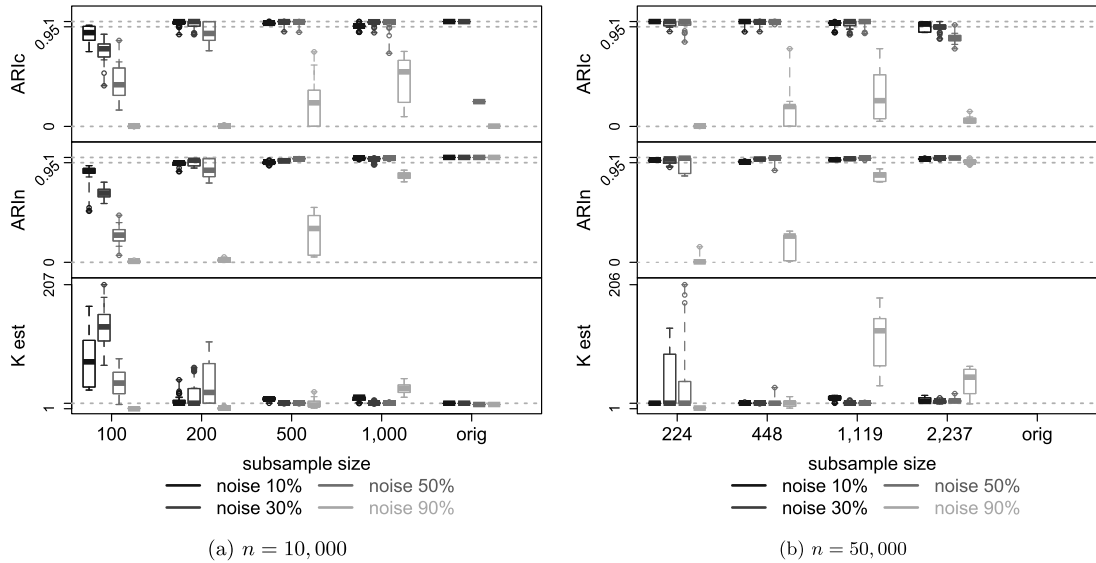 ARIc
1
0.95
0
ARIn
1
0.95
0
K est
207
1
100 200 500 1,000 orig
subsample size
noise 10% noise 50%
noise 30% noise 90%
(a) n = 10,000
ARIc
1
0.95
0
ARIn
1
0.95
0
K est
206
1
224 448 1,119 2,237 orig
subsample size
noise 10% noise 50%
noise 30% noise 90%
(b) n = 50,000